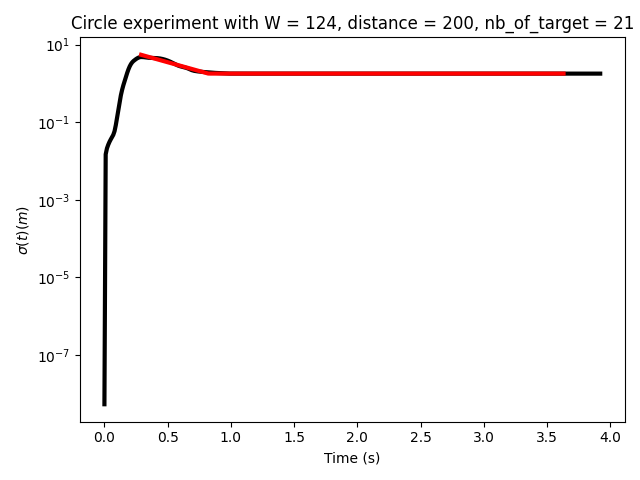 Circle experiment with W = 124, distance = 200, nb_of_target = 21
10^1
10^-1
10^-3
10^-5
10^-7
σ(t)(m)
0.0 0.5 1.0 1.5 2.0 2.5 3.0 3.5 4.0
Time (s)